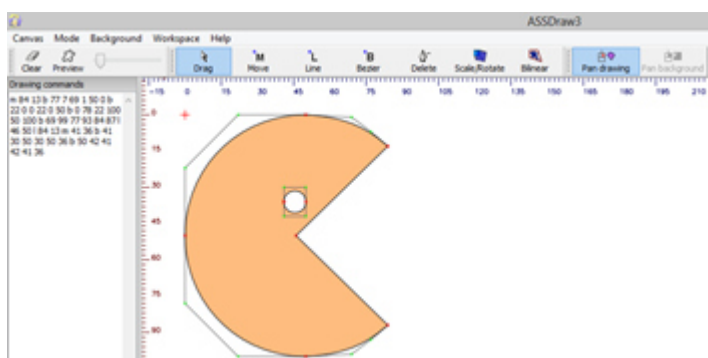 ASSDraw3
Canvas Mode Background Workspace Help
Clear Preview Drag Move Line Bezier Delete Scale/Rotate Bilinear Pan drawing Pan background
Drawing commands
-15 0 15 30 45 60 75 90 105 120 135 150 165 180 195 210
m 84 13 b 77 7 69 1 50 0 b
22 0 0 22 0 50 b 0 78 22 100
50 100 b 69 99 77 93 84 87 l
46 50 l 84 13 m 41 36 b 41
30 50 30 50 36 b 50 42 41
42 41 36
0
15
30
45
60
75
90